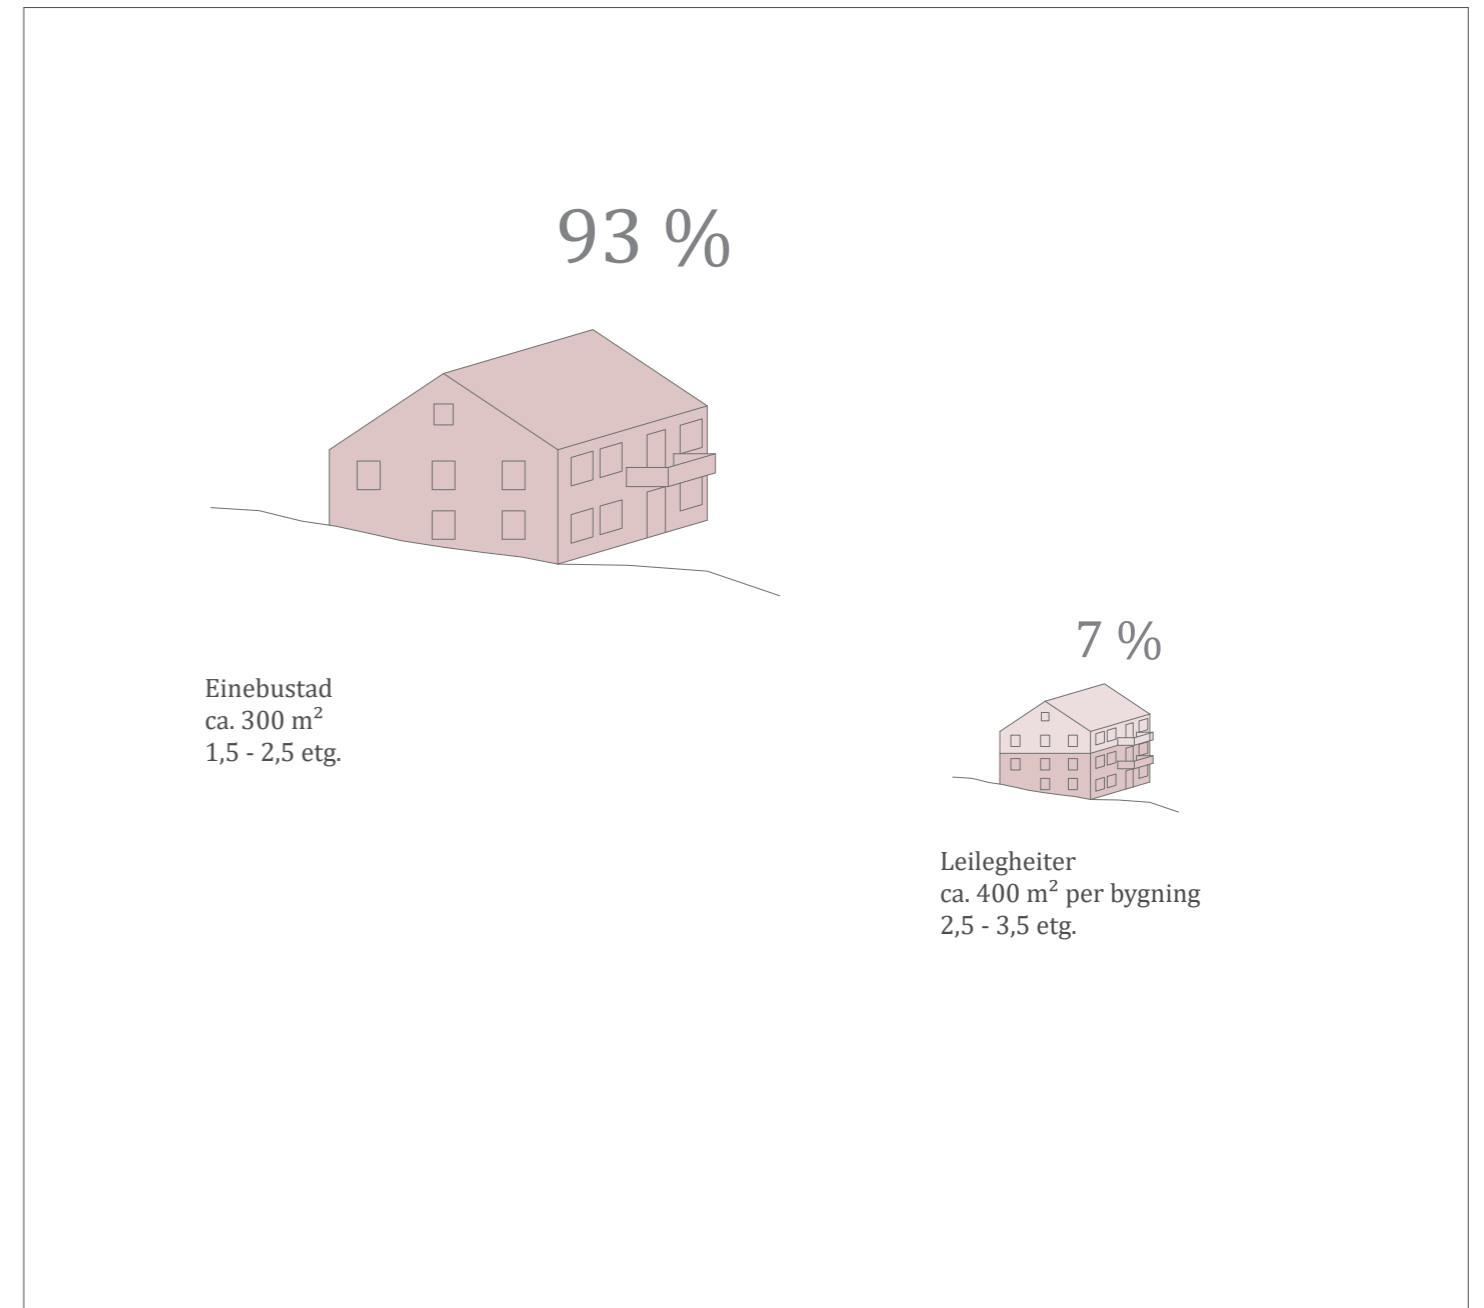 93 %
Einebustad
ca. 300 m²
1,5 - 2,5 etg.
7 %
Leilegheiter
ca. 400 m² per bygning
2,5 - 3,5 etg.